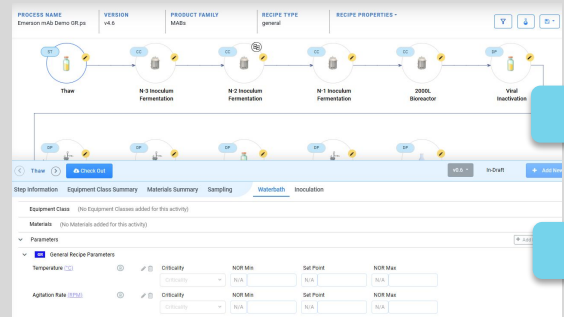 PROCESS NAME VERSION PRODUCT FAMILY RECIPE TYPE RECIPE PROPERTIES
Emerson mAb Demo GR.ps v4.6 MABs general
ST CC CC CC CC DP
Thaw N-3 Inoculum Fermentation N-2 Inoculum Fermentation N-1 Inoculum Fermentation 2000L Bioreactor Viral Inactivation
DP DP DP DP DP
Thaw Check Out v0.6 In-Draft + Add New
Step Information Equipment Class Summary Materials Summary Sampling Waterbath Inoculation
Equipment Class (No Equipment Classes added for this activity)
Materials (No Materials added for this activity)
Parameters + Add
GR General Recipe Parameters
Temperature (°C) Criticality NOR Min Set Point NOR Max
Criticality N/A N/A N/A
Agitation Rate (RPM) Criticality NOR Min Set Point NOR Max
Criticality N/A N/A N/A